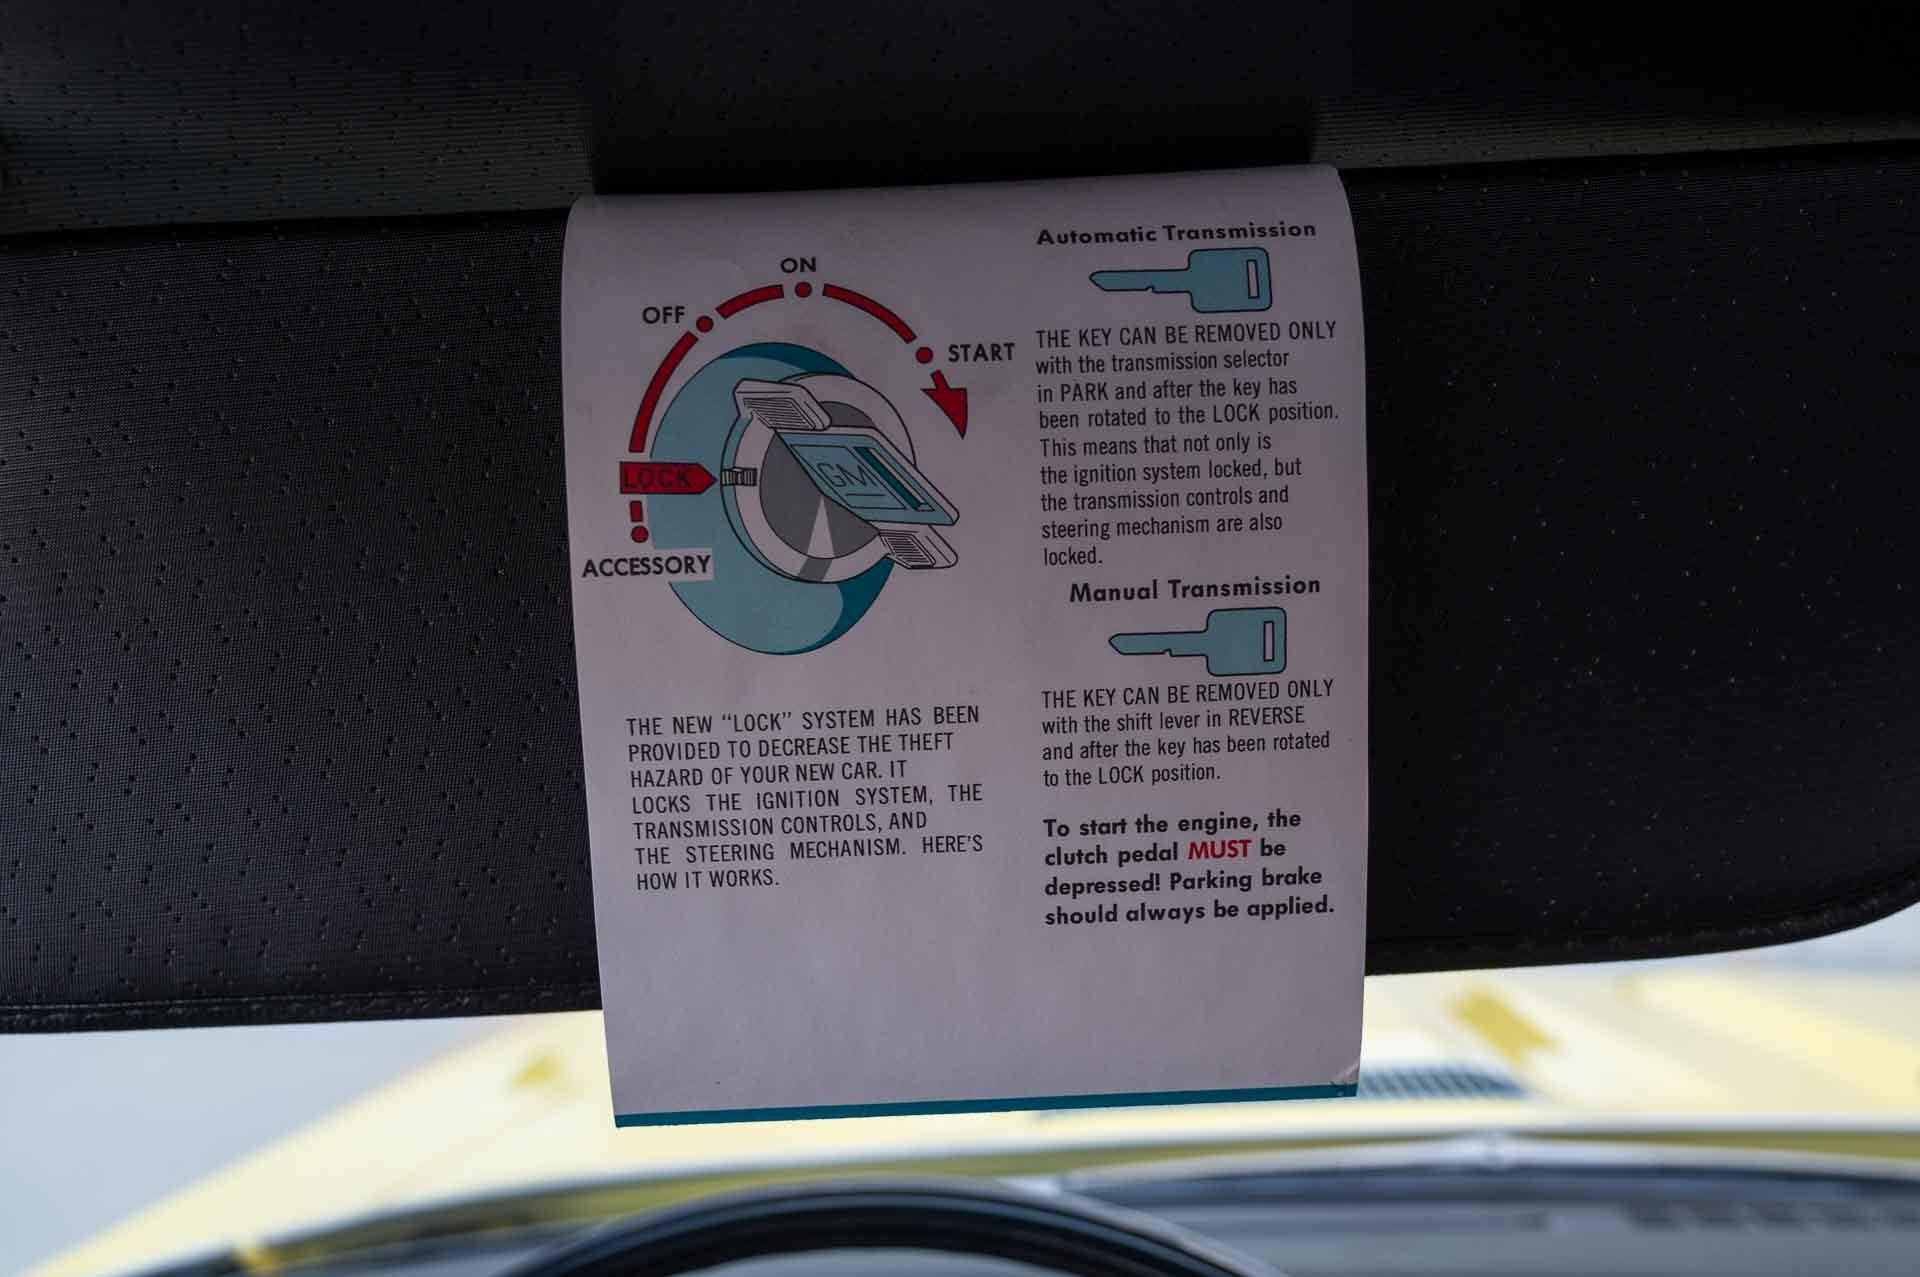 ON
OFF
START
LOCK
GM
ACCESSORY
THE NEW “LOCK” SYSTEM HAS BEEN
PROVIDED TO DECREASE THE THEFT
HAZARD OF YOUR NEW CAR. IT
LOCKS THE IGNITION SYSTEM, THE
TRANSMISSION CONTROLS, AND
THE STEERING MECHANISM. HERE'S
HOW IT WORKS.
Automatic Transmission
THE KEY CAN BE REMOVED ONLY
with the transmission selector
in PARK and after the key has
been rotated to the LOCK position.
This means that not only is
the ignition system locked, but
the transmission controls and
steering mechanism are also
locked.
Manual Transmission
THE KEY CAN BE REMOVED ONLY
with the shift lever in REVERSE
and after the key has been rotated
to the LOCK position.
To start the engine, the
clutch pedal MUST be
depressed! Parking brake
should always be applied.